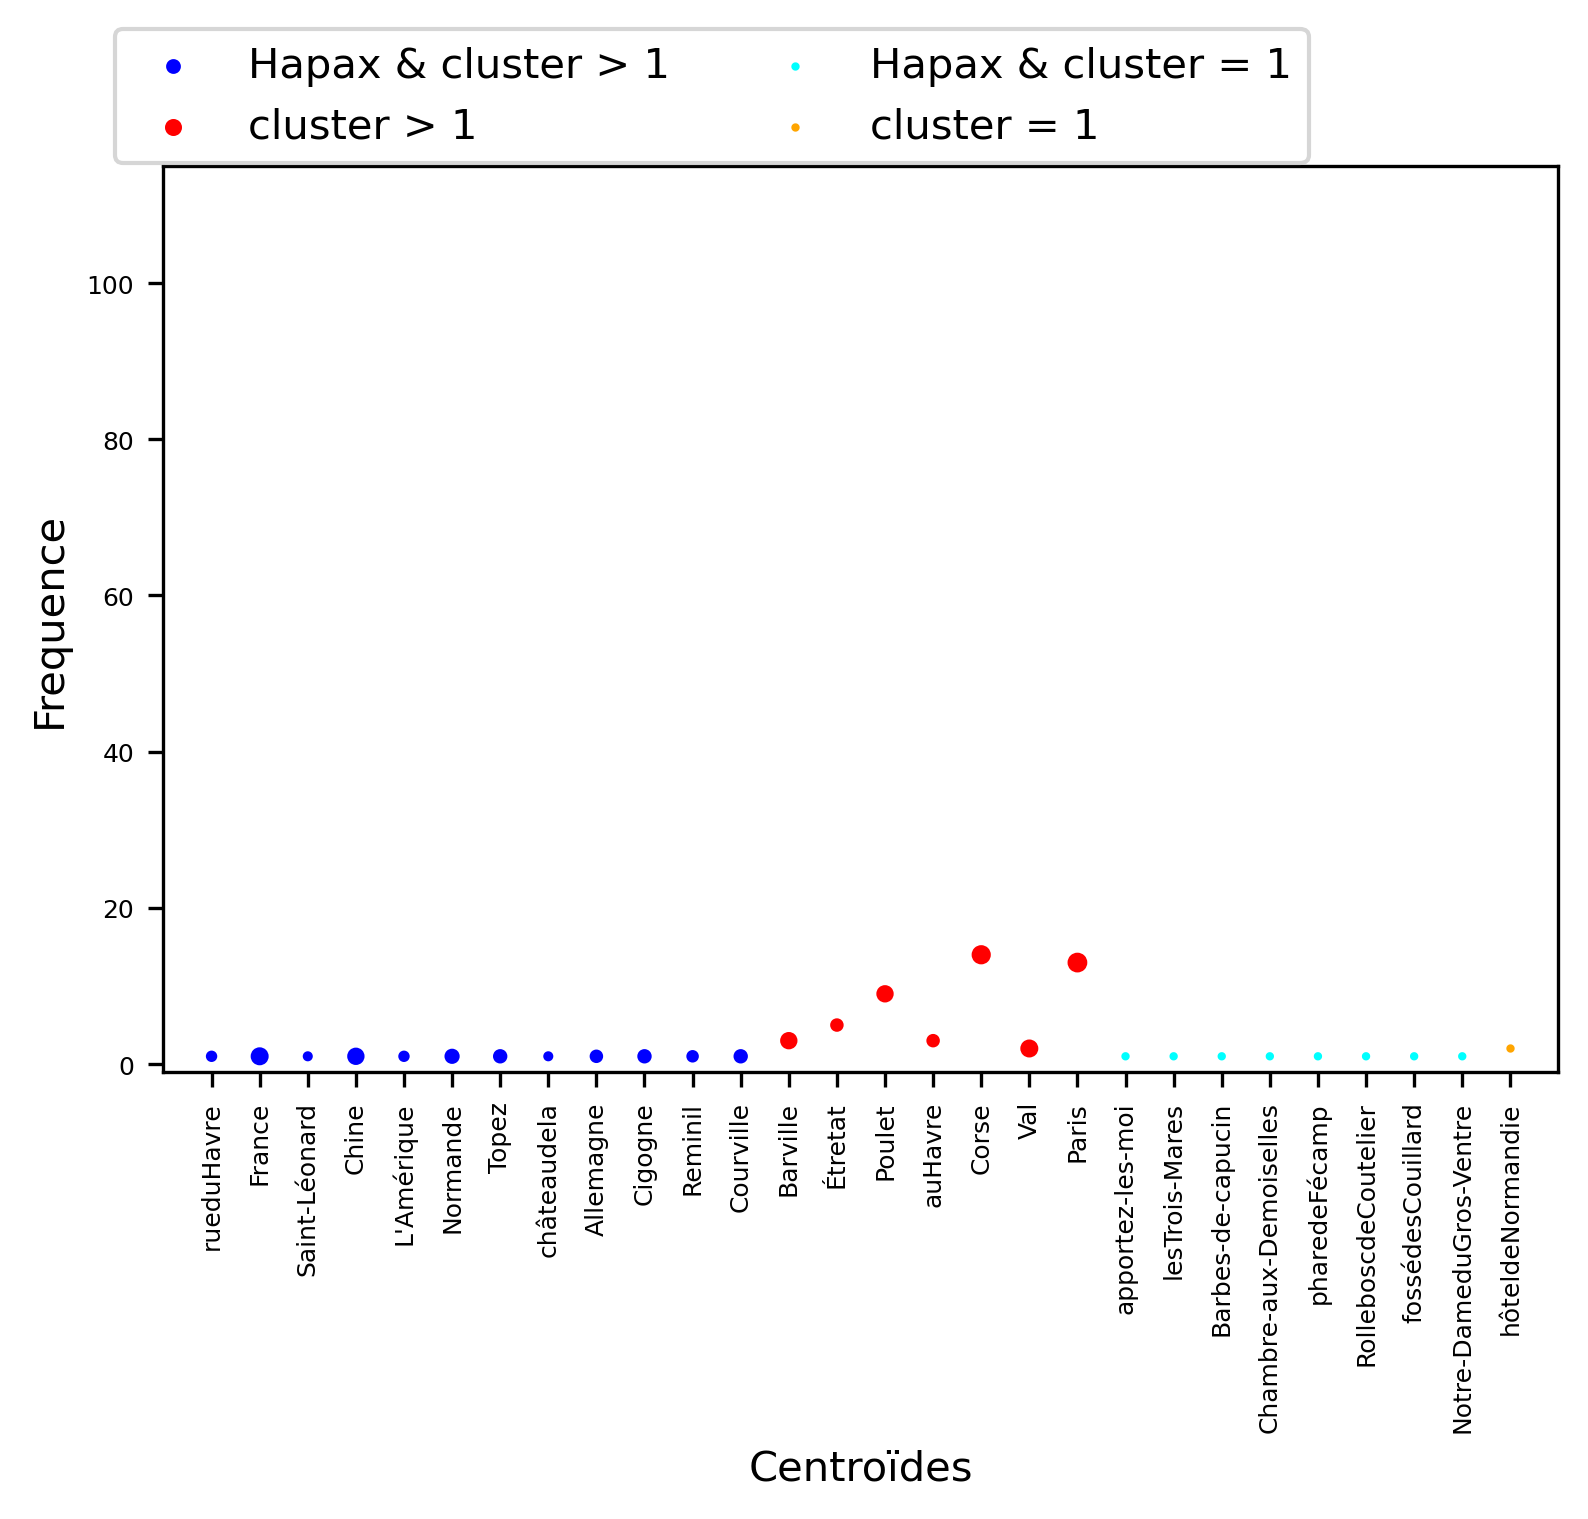 Hapax & cluster > 1
Hapax & cluster = 1
cluster > 1
cluster = 1
Frequence
100
80
60
40
20
0
rueduHavre
France
Saint-Léonard
Chine
L'Amérique
Normande
Topez
châteaudela
Allemagne
Cigogne
Reminil
Courville
Barville
Étretat
Poulet
auHavre
Corse
Val
Paris
apportez-les-moi
lesTrois-Mares
Barbes-de-capucin
Chambre-aux-Demoiselles
pharedeFécamp
RolleboscdeCoutelier
fossédesCouillard
Notre-DameduGros-Ventre
hôteldeNormandie
Centroïdes